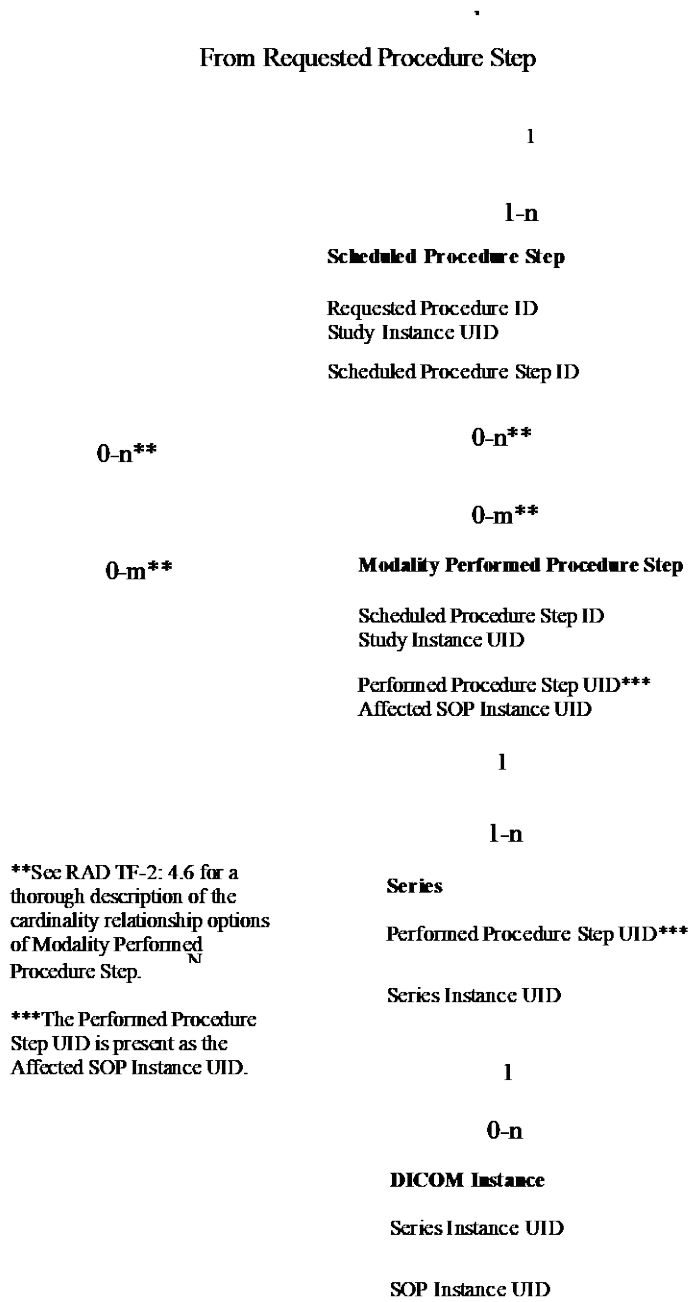 From Requested Procedure Step
1
1-n
Scheduled Procedure Step
Requested Procedure ID
Study Instance UID
Scheduled Procedure Step ID
0-n**
0-n**
0-m**
0-m**
Modality Performed Procedure Step
Scheduled Procedure Step ID
Study Instance UID
Performed Procedure Step UID***
Affected SOP Instance UID
1
1-n
**See RAD TF-2: 4.6 for a
thorough description of the
cardinality relationship options
of Modality Performed
N
Procedure Step.
***The Performed Procedure
Step UID is present as the
Affected SOP Instance UID.
Series
Performed Procedure Step UID***
Series Instance UID
1
0-n
DICOM Instance
Series Instance UID
SOP Instance UID